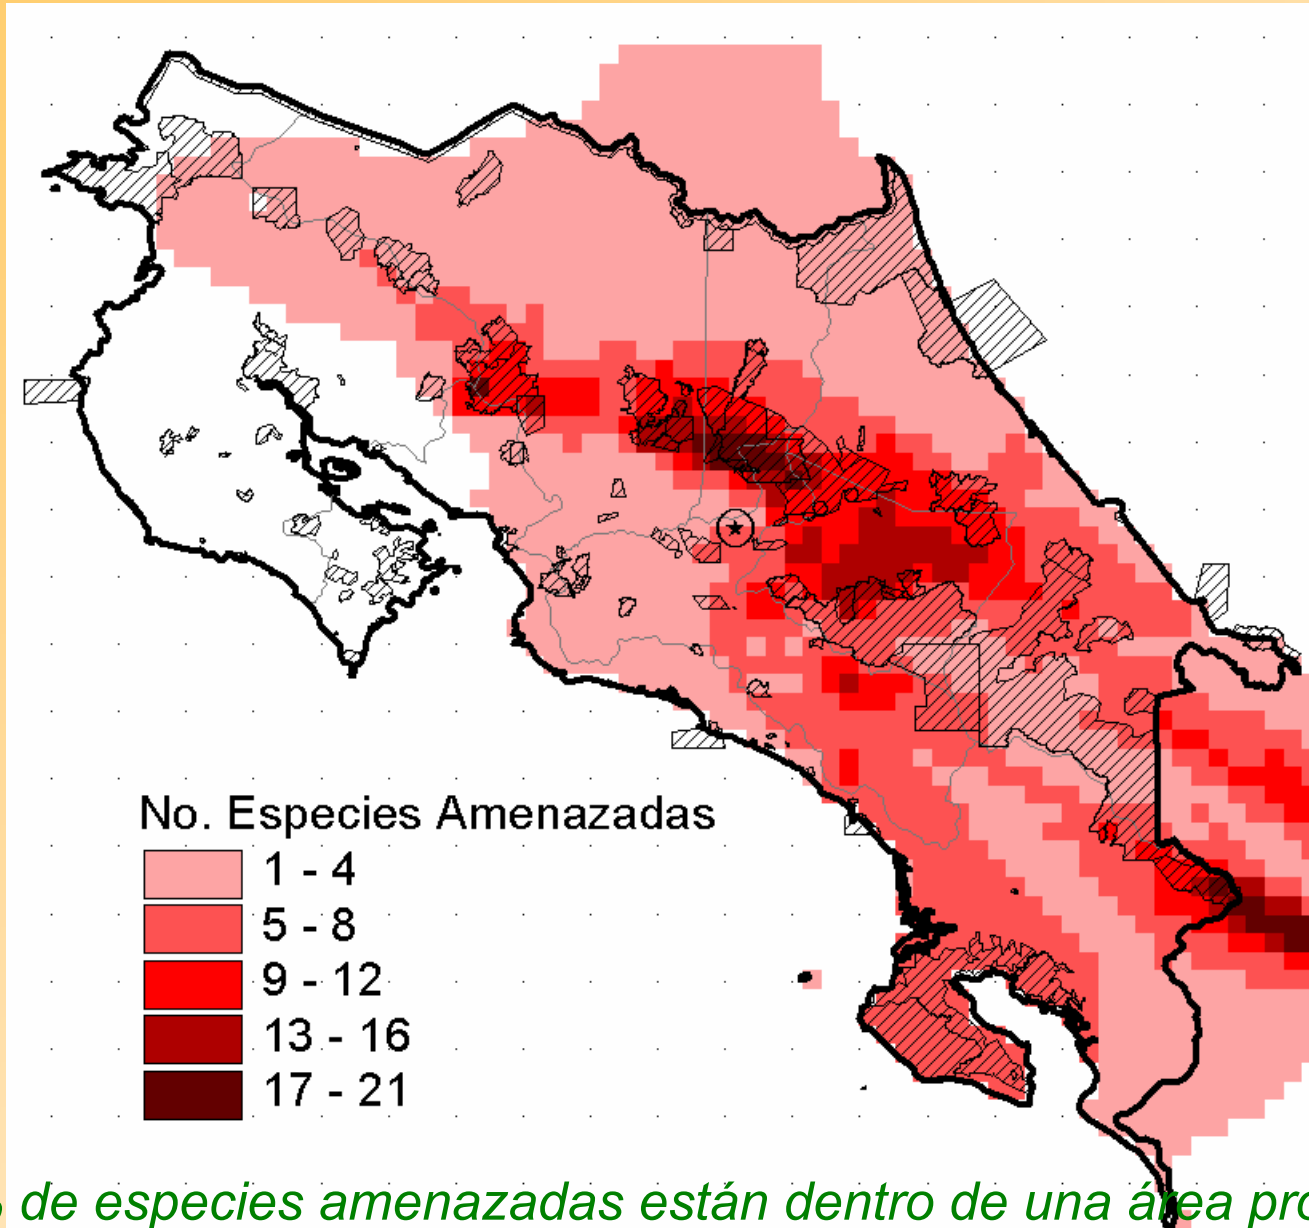 No. Especies Amenazadas
1 - 4
5 - 8
9 - 12
13 - 16
17 - 21
de especies amenazadas están dentro de una área